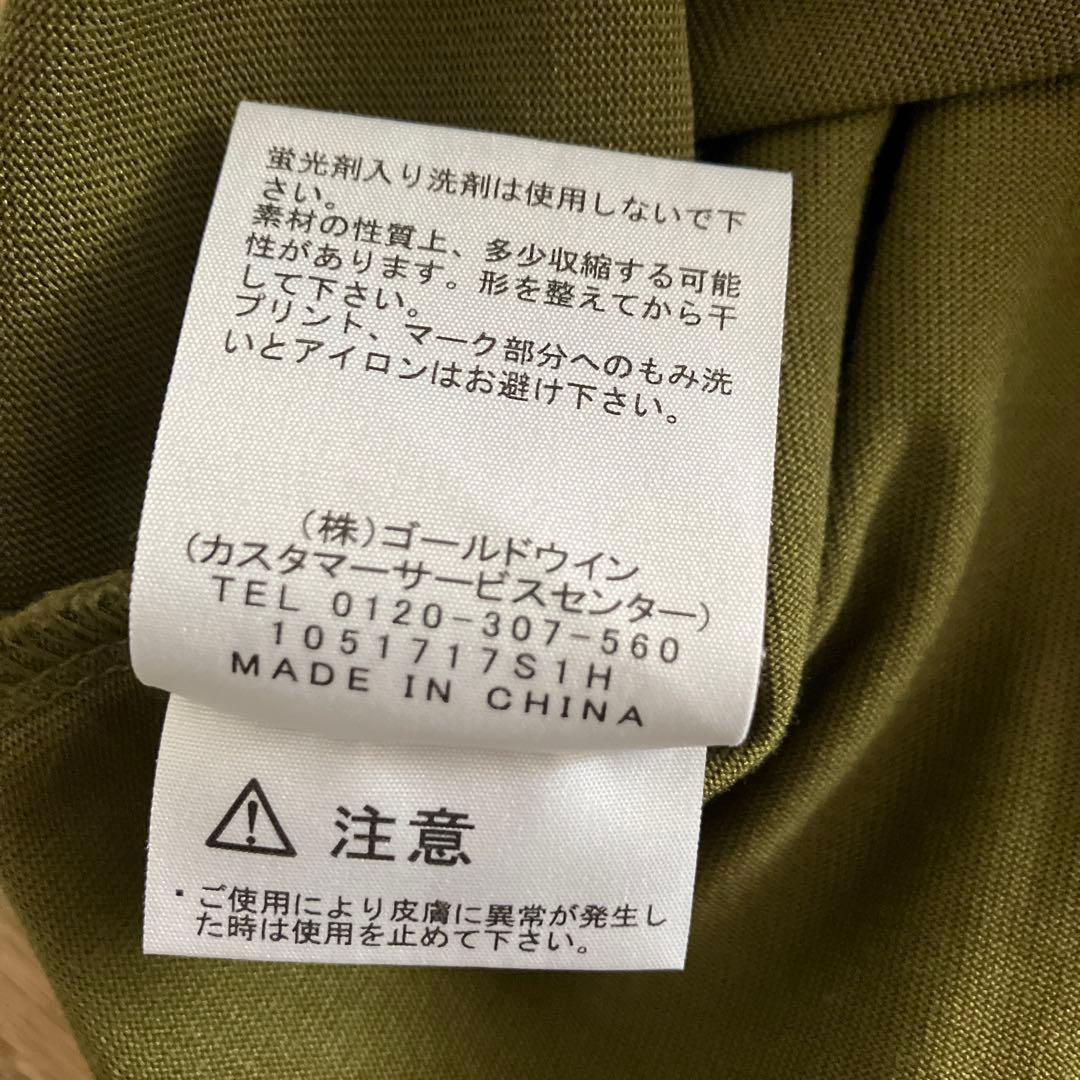 蛍光剤入り洗剤は使用しないで下
さい。
素材の性質上、多少収縮する可能
性があります。形を整えてから干
して下さい。
プリント、マーク部分へのもみ洗
いとアイロンはお避け下さい。
(株)ゴールドウイン
(カスタマーサービスセンター)
TEL 0120-307-560
1051717S1H
MADE IN CHINA
注意
・ご使用により皮膚に異常が発生し
た時は使用を止めて下さい。